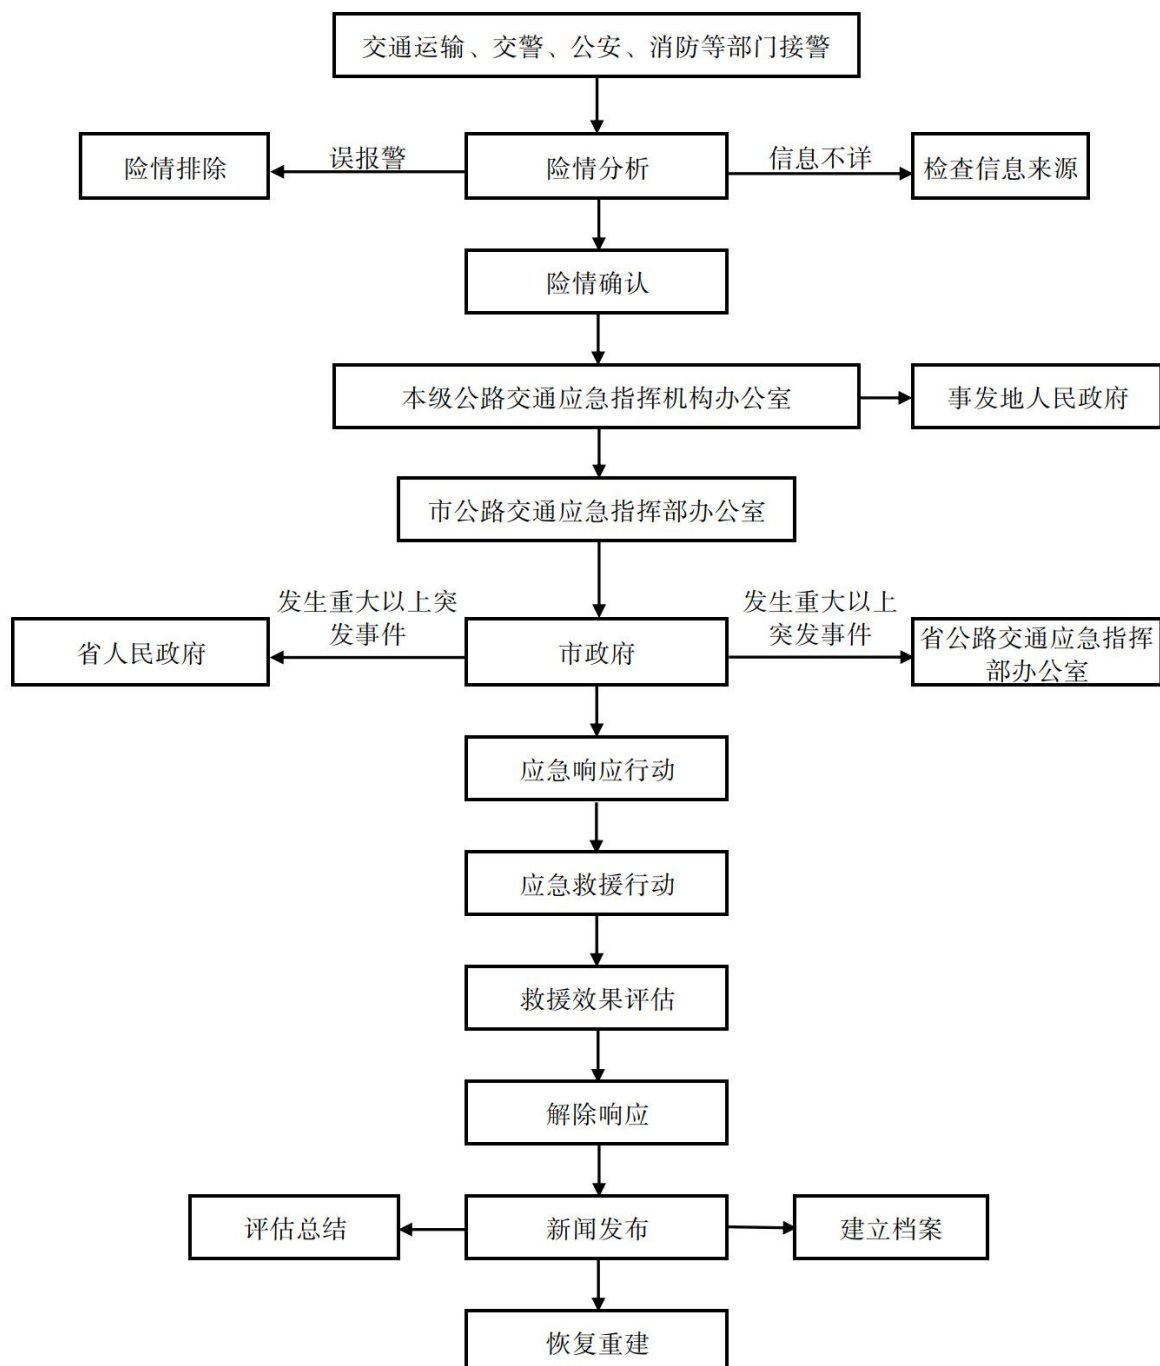 交通运输、交警、公安、消防等部门接警
险情排除
误报警
险情分析
信息不详
检查信息来源
险情确认
本级公路交通应急指挥机构办公室
事发地人民政府
市公路交通应急指挥部办公室
发生重大以上突
发事件
发生重大以上
突发事件
省人民政府
市政府
省公路交通应急指挥
部办公室
应急响应行动
应急救援行动
救援效果评估
解除响应
评估总结
新闻发布
建立档案
恢复重建